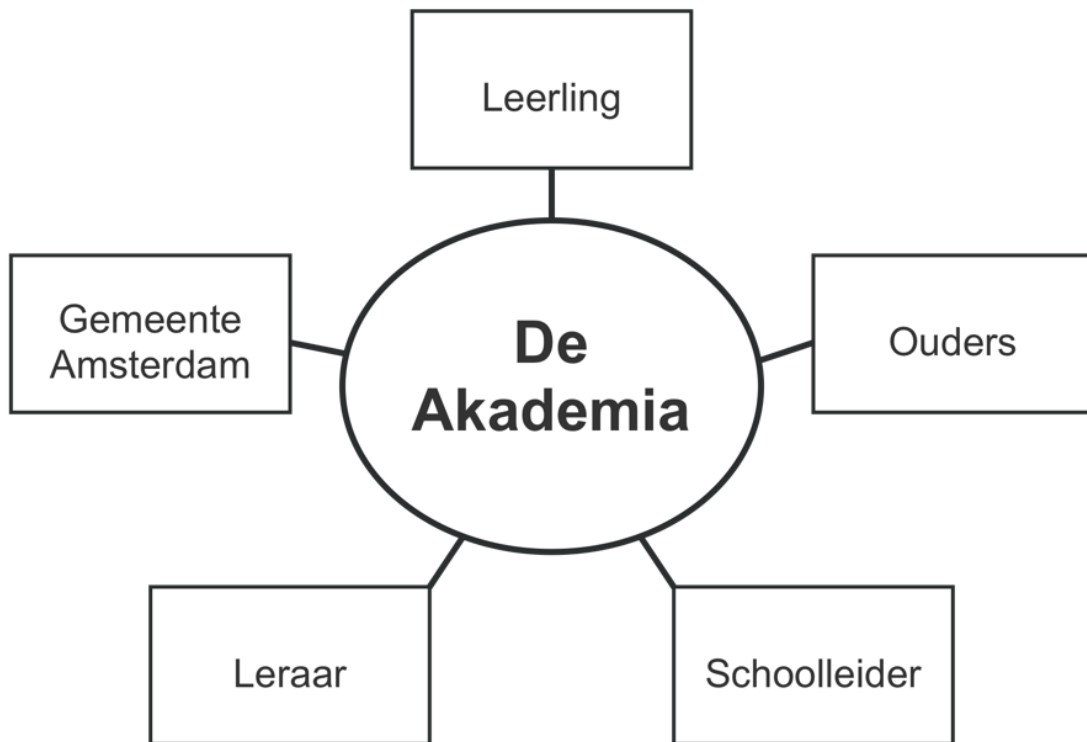 Leerling
Gemeente
Amsterdam
De
Akademia
Ouders
Leraar
Schoolleider